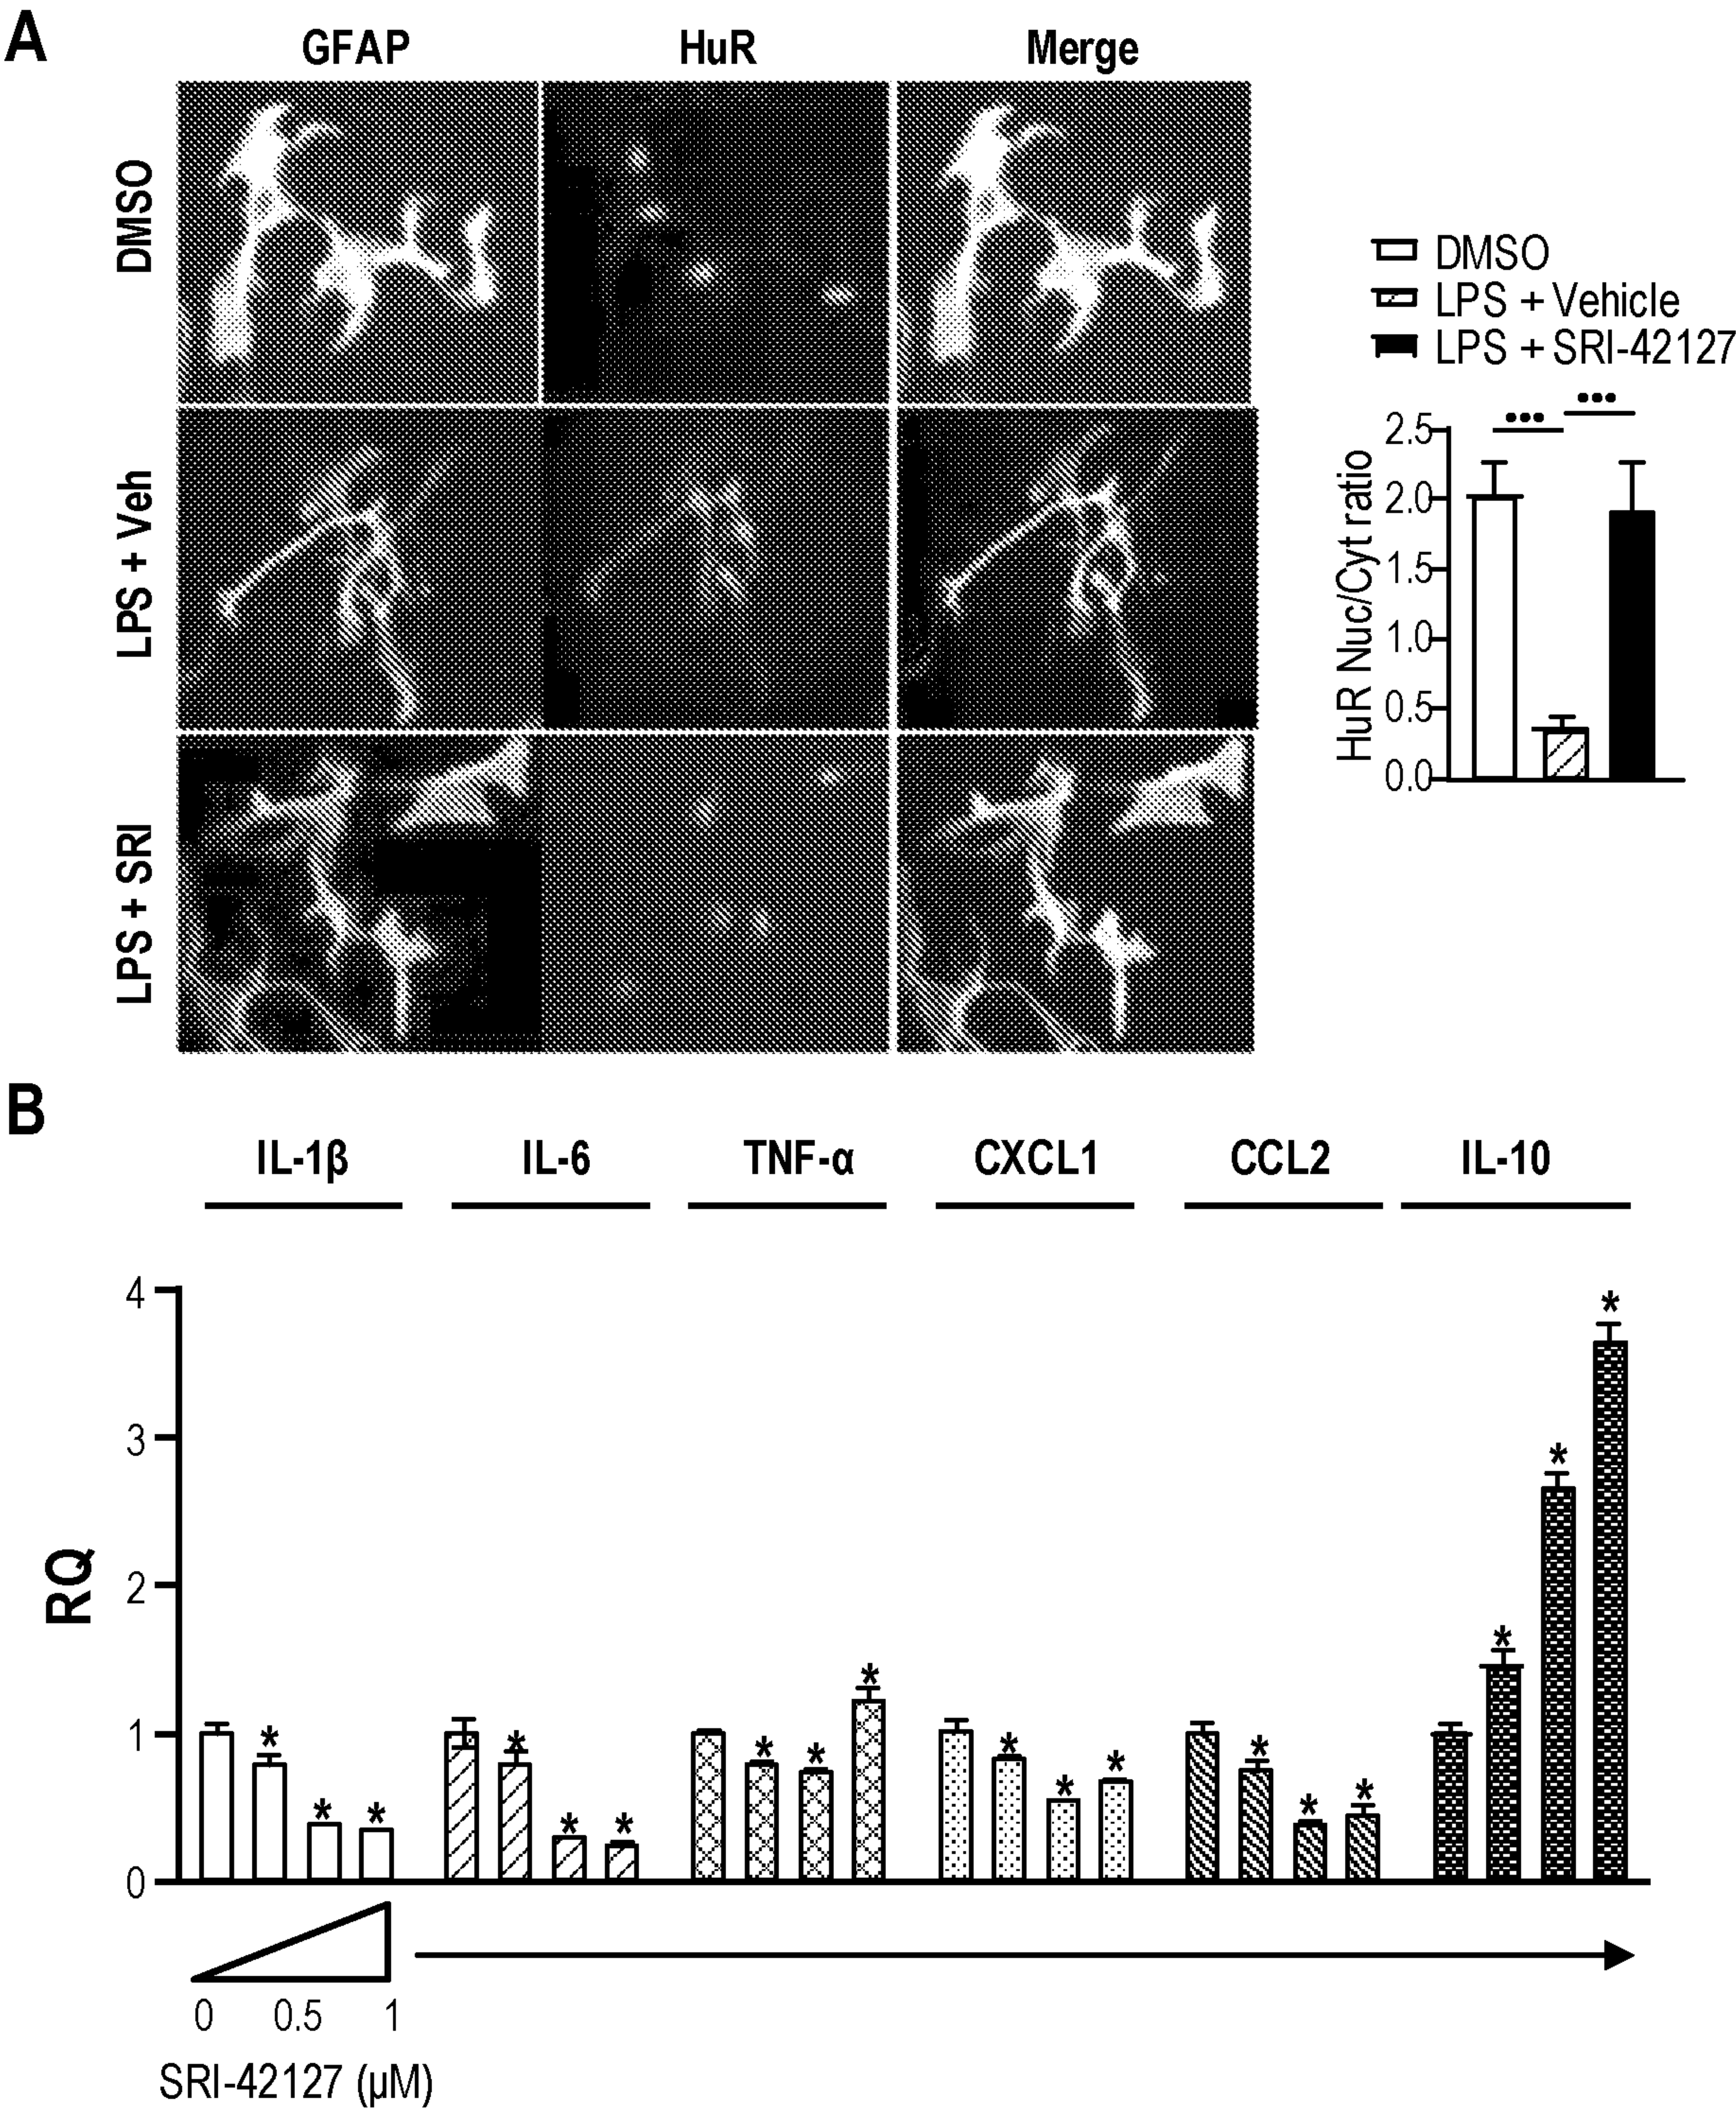 A
GFAP HuR Merge
DMSO
LPS + Veh
LPS + SRI
DMSO
LPS + Vehicle
LPS + SRI-42127
••• •••
HuR Nuc/Cyt ratio
2.5
2.0
1.5
1.0
0.5
0.0
B
IL-1β IL-6 TNF-α CXCL1 CCL2 IL-10
RQ
4
3
2
1
0
* * * * * * * * * * * * * * * * * *
0 0.5 1
SRI-42127 (μM)